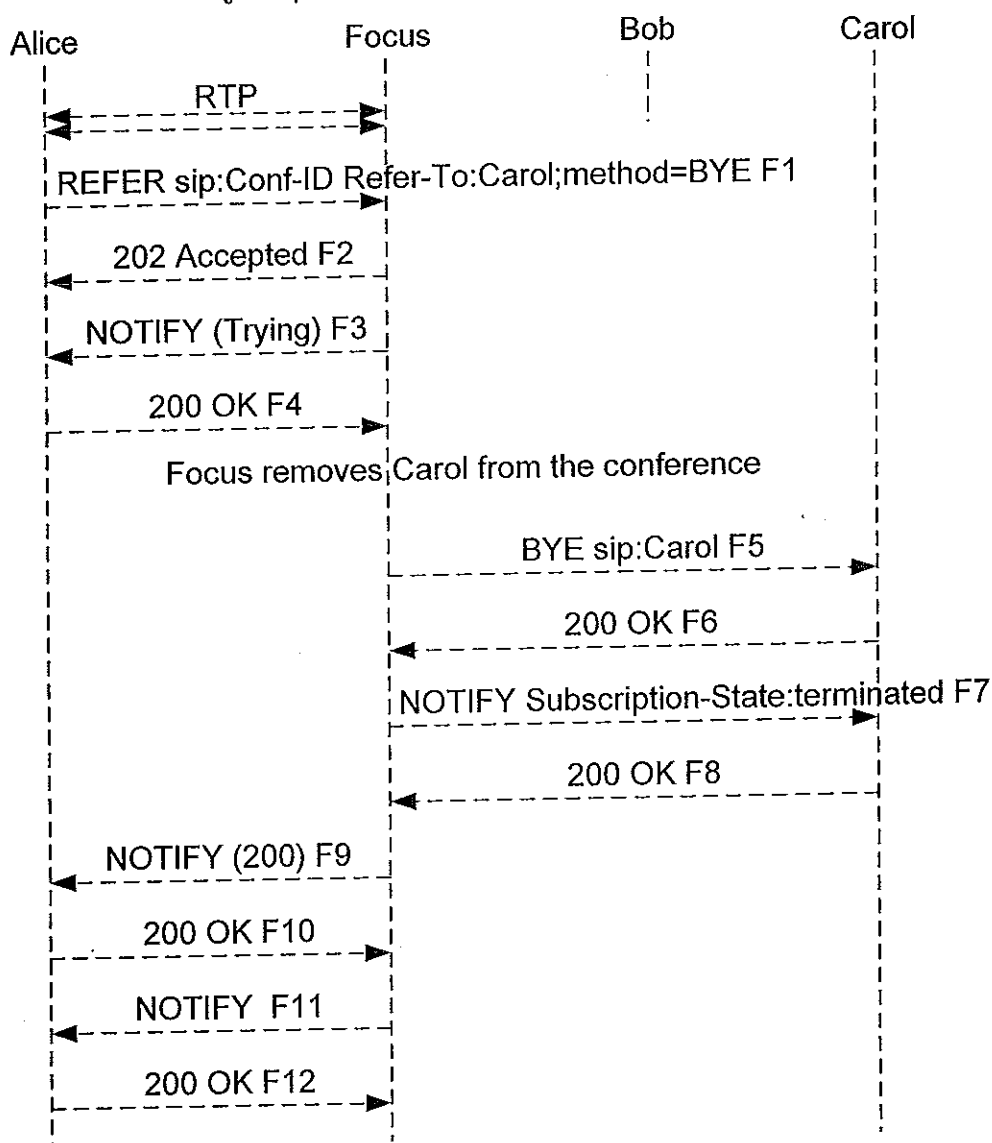 Alice Focus Bob Carol
RTP
REFER sip:Conf-ID Refer-To:Carol;method=BYE F1
202 Accepted F2
NOTIFY (Trying) F3
200 OK F4
Focus removes Carol from the conference
BYE sip:Carol F5
200 OK F6
NOTIFY Subscription-State:terminated F7
200 OK F8
NOTIFY (200) F9
200 OK F10
NOTIFY F11
200 OK F12